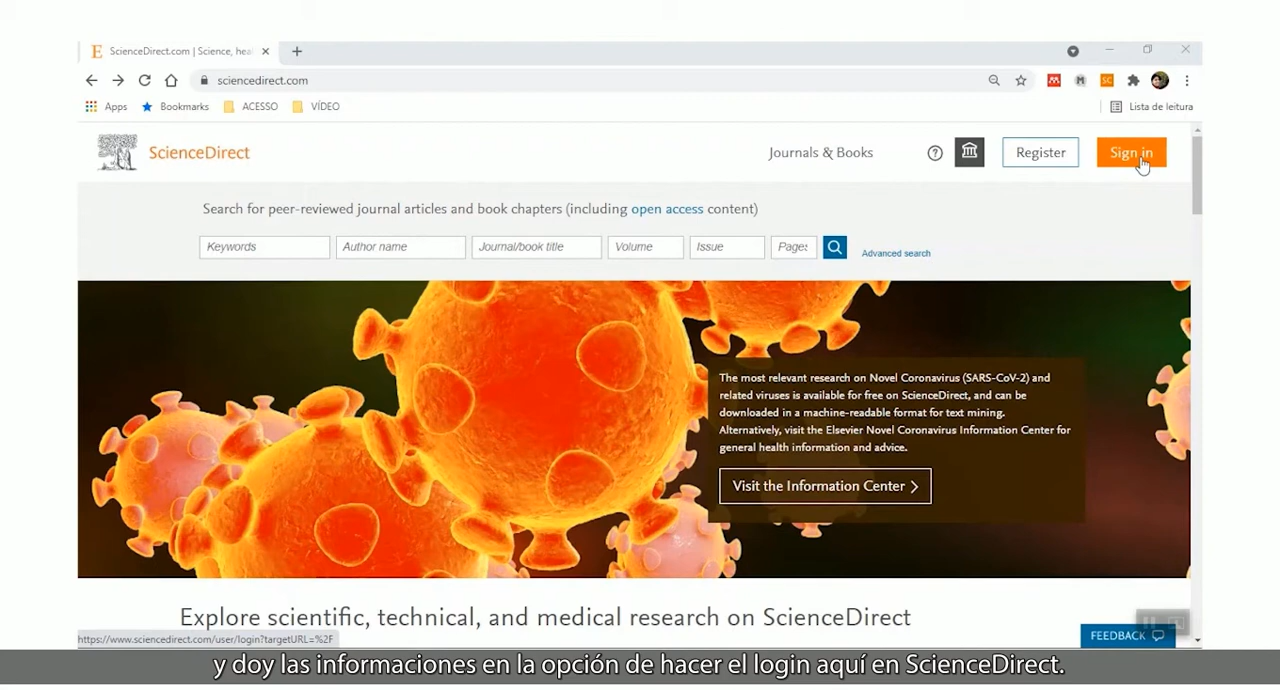 E ScienceDirect.com | Science, hea
sciencedirect.com
Apps Bookmarks ACESSO VÍDEO Lista de leitura
ScienceDirect Journals & Books Register Sign in
Search for peer-reviewed journal articles and book chapters (including open access content)
Keywords Author name Journal/book title Volume Issue Page: Advanced search
The most relevant research on Novel Coronavirus (SARS-CoV-2) and
related viruses is available for free on ScienceDirect, and can be
downloaded in a machine-readable format for text mining.
Alternatively, visit the Elsevier Novel Coronavirus Information Center for
general health information and advice.
Visit the Information Center
Explore scientific, technical, and medical research on ScienceDirect
https://www.sciencedirect.com/user/login?targetURL=%2F
FEEDBACK
y doy las informaciones en la opción de hacer el login aquí en ScienceDirect.